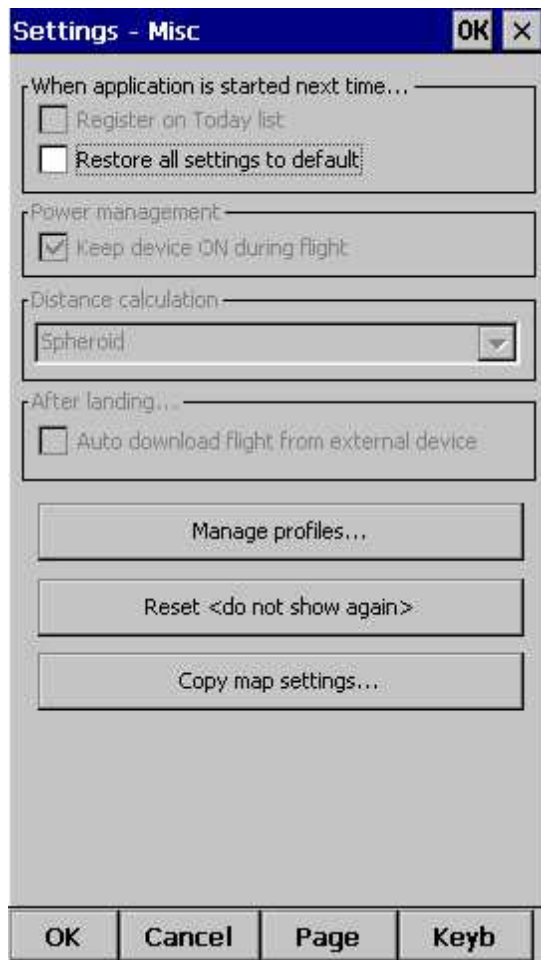 Settings - Misc OK
When application is started next time...
Register on Today list
Restore all settings to default
Power management
Keep device ON during flight
Distance calculation
Spheroid
After landing...
Auto download flight from external device
Manage profiles...
Reset <do not show again>
Copy map settings...
OK Cancel Page Keyb